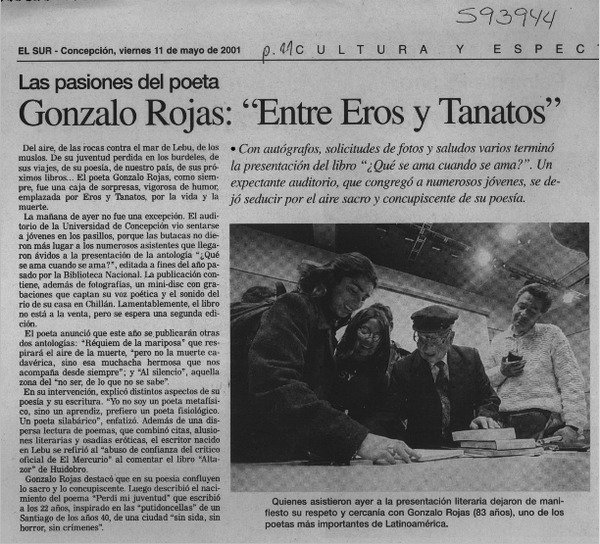 593944
EL SUR - Concepción, viernes 11 de mayo de 2001
p. 11 CULTURA Y ESPEC
Las pasiones del poeta
Gonzalo Rojas: “Entre Eros y Tanatos”
Del aire, de las rocas contra el mar de Lebu, de los
muslos. De su juventud perdida en los burdeles, de
sus viajes, de su poesía, de nuestro país, de sus pró-
ximos libros... El poeta Gonzalo Rojas, como siem-
pre, fue una caja de sorpresas, vigorosa de humor,
emplazada por Eros y Tanatos, por la vida y la
muerte.
La mañana de ayer no fue una excepción. El audi-
torio de la Universidad de Concepción vio sentarse
a jóvenes en los pasillos, porque las butacas no die-
ron más lugar a los numerosos asistentes que llega-
ron ávidos a la presentación de la antología “¿Qué
se ama cuando se ama?”, editada a fines del año pa-
sado por la Biblioteca Nacional. La publicación con-
tiene, además de fotografías, un mini-disc con gra-
baciones que captan su voz poética y el sonido del
río de su casa en Chillán. Lamentablemente, el libro
no está a la venta, pero se espera una segunda edi-
ción.
El poeta anunció que este año se publicarán otras
dos antologías: “Réquiem de la mariposa” que res-
pirará el aire de la muerte, “pero no la muerte ca-
davérica, sino esa muchacha hermosa que nos
acompaña desde siempre”; y “Al silencio”, aquella
zona del “no ser, de lo que no se sabe”.
En su intervención, explicó distintos aspectos de su
poesía y su escritura. “Yo no soy un poeta metafísi-
co, sino un aprendiz, prefiero un poeta fisiológico.
Un poeta silabárico”, enfatizó. Además de una dis-
persa lectura de poemas, que combinó citas, alusio-
nes literarias y osadías eróticas, el escritor nacido
en Lebu se refirió al “abuso de confianza del crítico
oficial de El Mercurio” al comentar el libro “Alta-
zor” de Huidobro.
Gonzalo Rojas destacó que en su poesía confluyen
lo sacro y lo concupiscente. Luego describió el naci-
miento del poema “Perdí mi juventud” que escribió
a los 22 años, inspirado en las “putidoncellas” de un
Santiago de los años 40, de una ciudad “sin sida, sin
horror, sin crímenes”.
• Con autógrafos, solicitudes de fotos y saludos varios terminó
la presentación del libro “¿Qué se ama cuando se ama?”. Un
expectante auditorio, que congregó a numerosos jóvenes, se de-
jó seducir por el aire sacro y concupiscente de su poesía.
Quienes asistieron ayer a la presentación literaria dejaron de mani-
fiesto su respeto y cercanía con Gonzalo Rojas (83 años), uno de los
poetas más importantes de Latinoamérica.